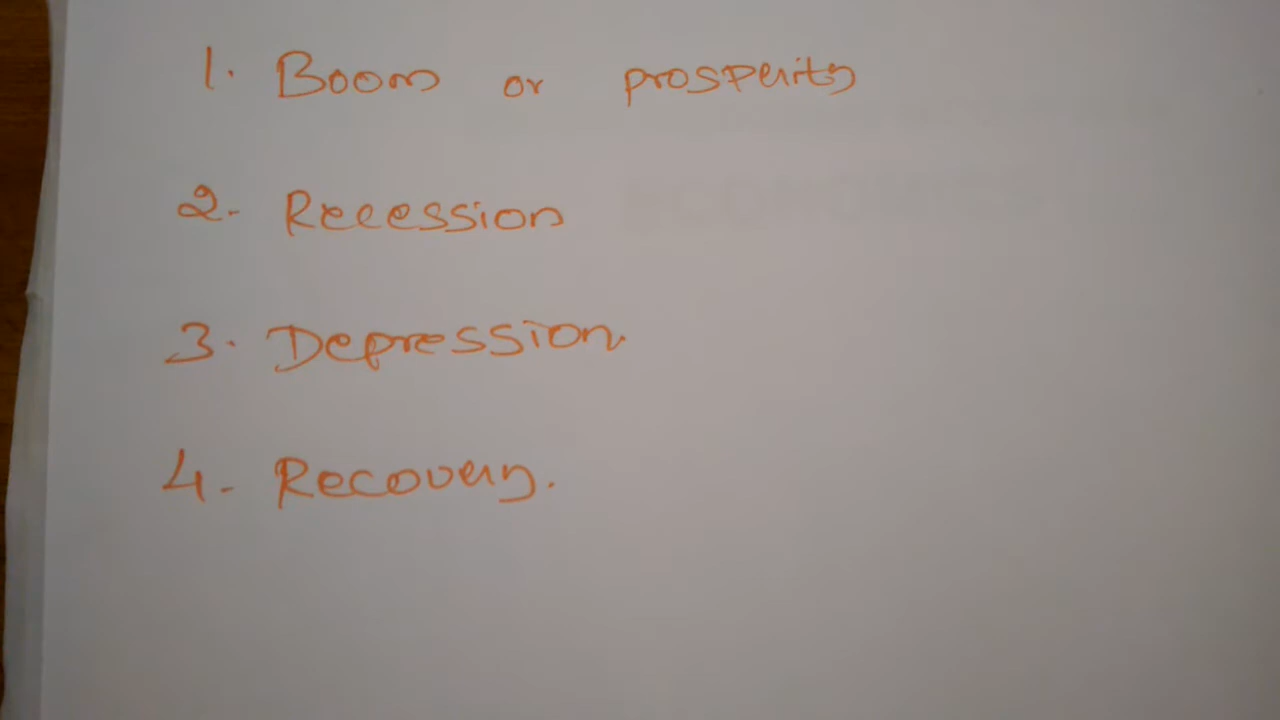 1. Boom or prosperity
2. Recession
3. Depression.
4. Recovery.